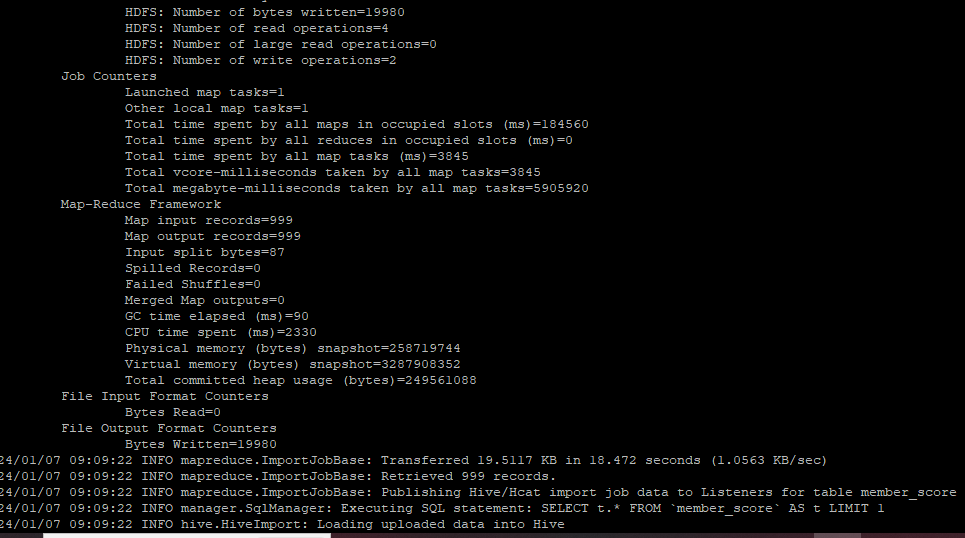 HDFS: Number of bytes written=19980
HDFS: Number of read operations=4
HDFS: Number of large read operations=0
HDFS: Number of write operations=2
Job Counters
Launched map tasks=1
Other local map tasks=1
Total time spent by all maps in occupied slots (ms)=184560
Total time spent by all reduces in occupied slots (ms)=0
Total time spent by all map tasks (ms)=3845
Total vcore-milliseconds taken by all map tasks=3845
Total megabyte-milliseconds taken by all map tasks=5905920
Map-Reduce Framework
Map input records=999
Map output records=999
Input split bytes=87
Spilled Records=0
Failed Shuffles=0
Merged Map outputs=0
GC time elapsed (ms)=90
CPU time spent (ms)=2330
Physical memory (bytes) snapshot=258719744
Virtual memory (bytes) snapshot=3287908352
Total committed heap usage (bytes)=249561088
File Input Format Counters
Bytes Read=0
File Output Format Counters
Bytes Written=19980
24/01/07 09:09:22 INFO mapreduce.ImportJobBase: Transferred 19.5117 KB in 18.472 seconds (1.0563 KB/sec)
24/01/07 09:09:22 INFO mapreduce.ImportJobBase: Retrieved 999 records.
24/01/07 09:09:22 INFO mapreduce.ImportJobBase: Publishing Hive/Hcat import job data to Listeners for table member_score
24/01/07 09:09:22 INFO manager.SqlManager: Executing SQL statement: SELECT t.* FROM `member_score` AS t LIMIT 1
24/01/07 09:09:22 INFO hive.HiveImport: Loading uploaded data into Hive